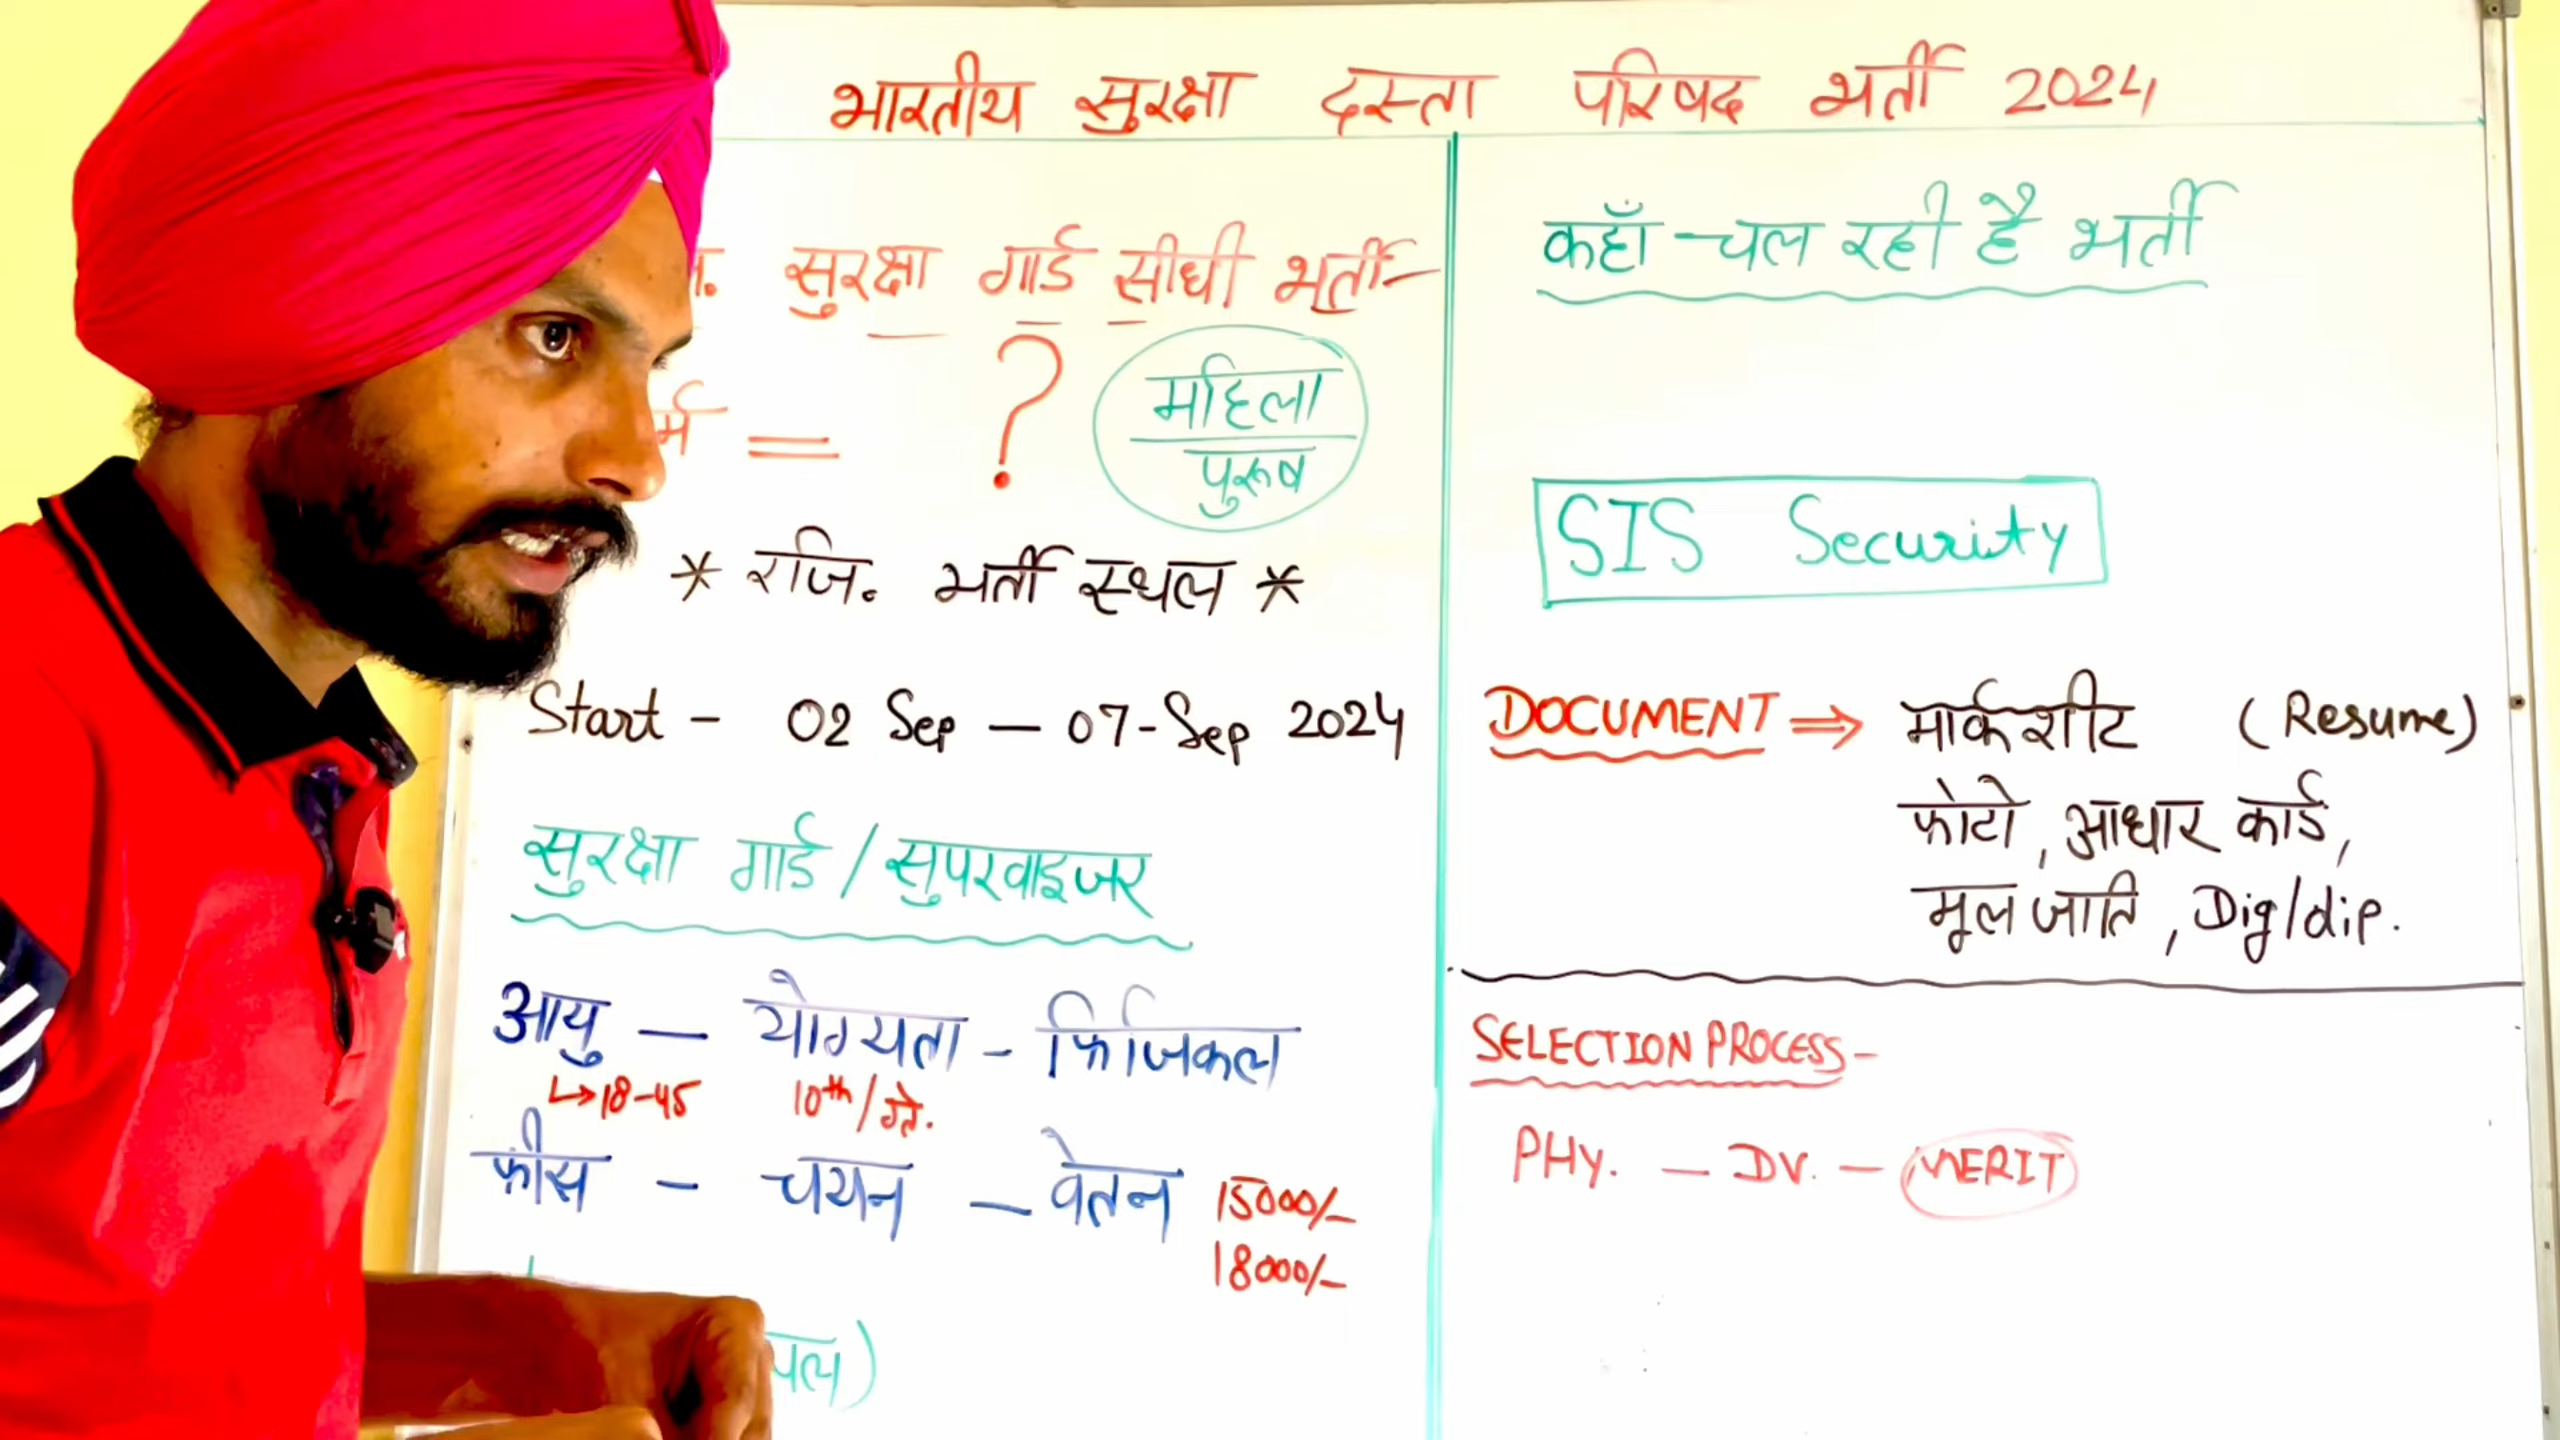 भारतीय सुरक्षा दस्ता परिषद भर्ती 2024
सुरक्षा गार्ड सीधी भर्ती-
= ?
महिला
पुरूष
* रजि. भर्ती स्थल *
Start - 02 Sep - 07-Sep 2024
सुरक्षा गार्ड / सुपरवाइजर
आयु - योग्यता - फिजिकल
↳ 18-45 10th / ग्रे.
फीस - चयन - वेतन 15000/-
18000/-
कहाँ चल रही है भर्ती
SIS Security
DOCUMENT ⇒ मार्कशीट (Resume)
फोटो, आधार कार्ड,
मूल जाति, Dig/dip.
SELECTION PROCESS-
PHY. - DV. - MERIT